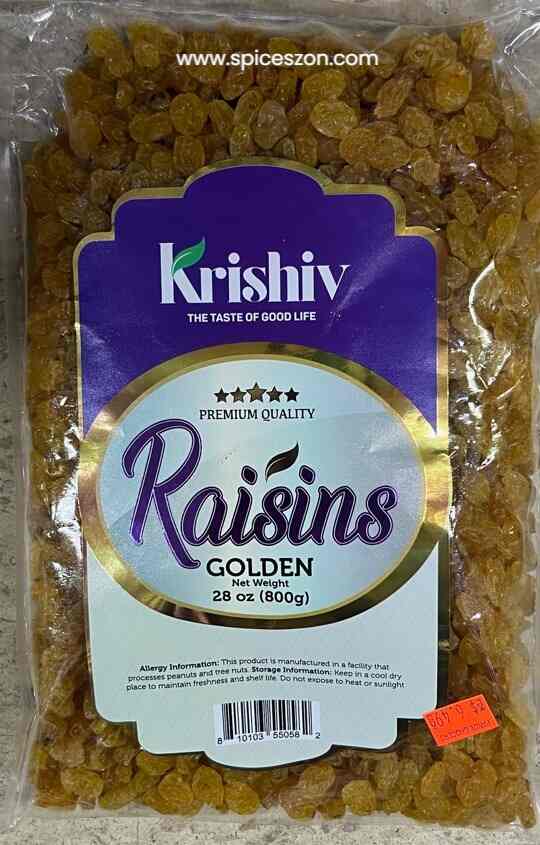 www.spiceszon.com
Krishiv
THE TASTE OF GOOD LIFE
PREMIUM QUALITY
Raisins
GOLDEN
Net Weight
28 oz (800g)
Allergy Information: This product is manufactured in a facility that
processes peanuts and tree nuts. Storage Information: Keep in a cool dry
place to maintain freshness and shelf life. Do not expose to heat or sunlight
8 10103 55058 2